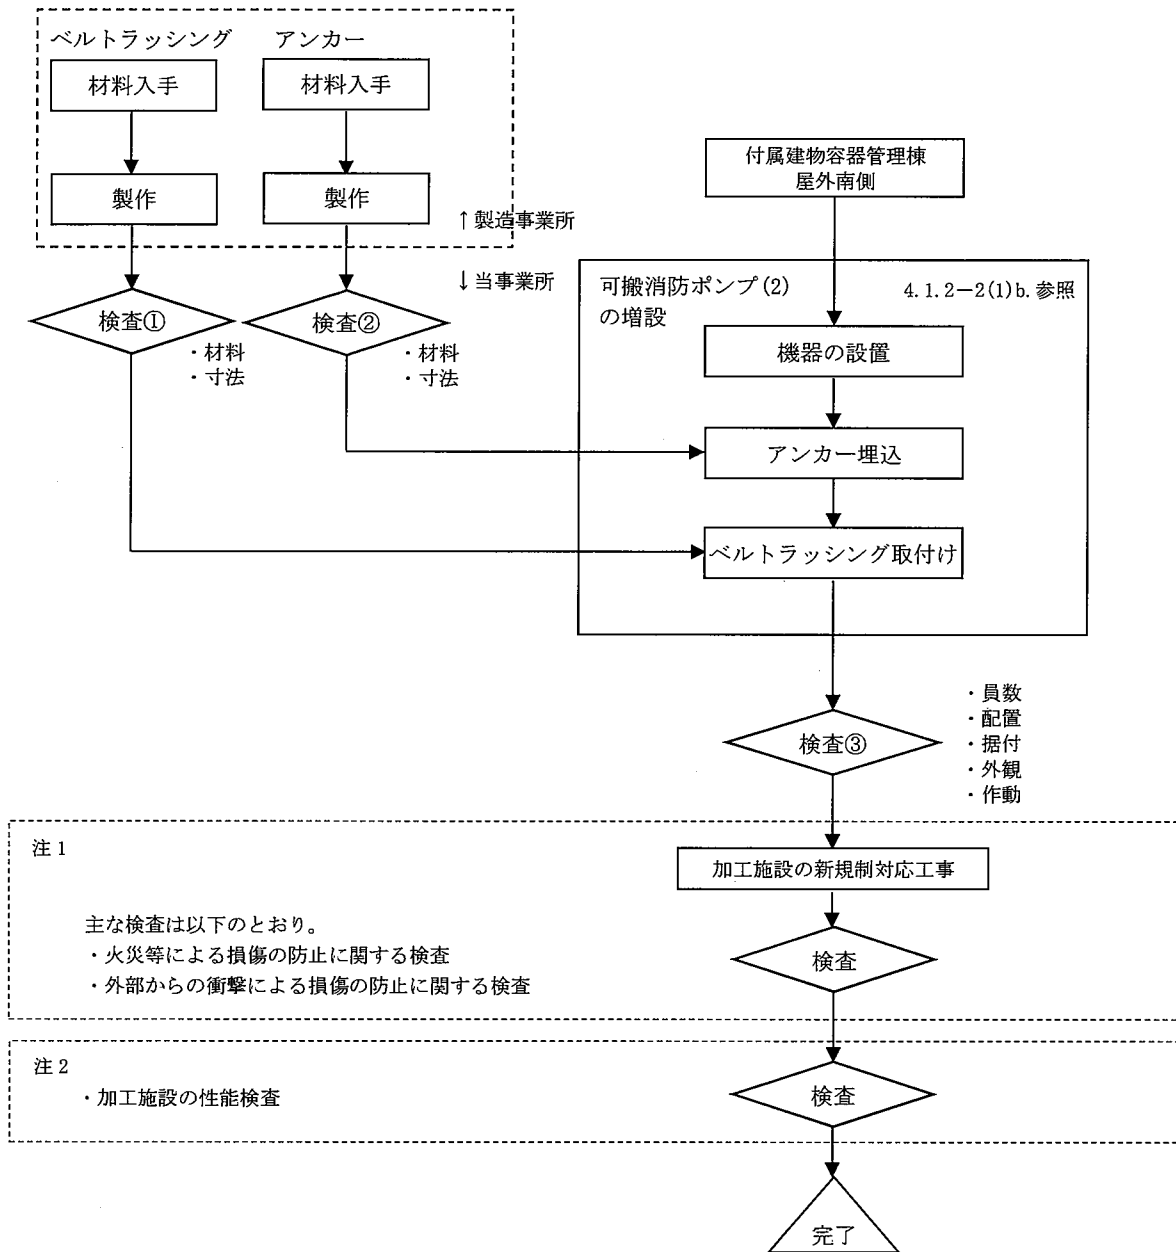 ベルトラッシング
アンカー
材料入手
材料入手
製作
製作
↑製造事業所
↓当事業所
検査①
・材料
・寸法
検査②
・材料
・寸法
付属建物容器管理棟
屋外南側
可搬消防ポンプ(2)
の増設
4.1.2－2(1)b.参照
機器の設置
アンカー埋込
ベルトラッシング取付け
検査③
・員数
・配置
・据付
・外観
・作動
注1
加工施設の新規制対応工事
主な検査は以下のとおり。
・火災等による損傷の防止に関する検査
・外部からの衝撃による損傷の防止に関する検査
検査
注2
・加工施設の性能検査
検査
完了